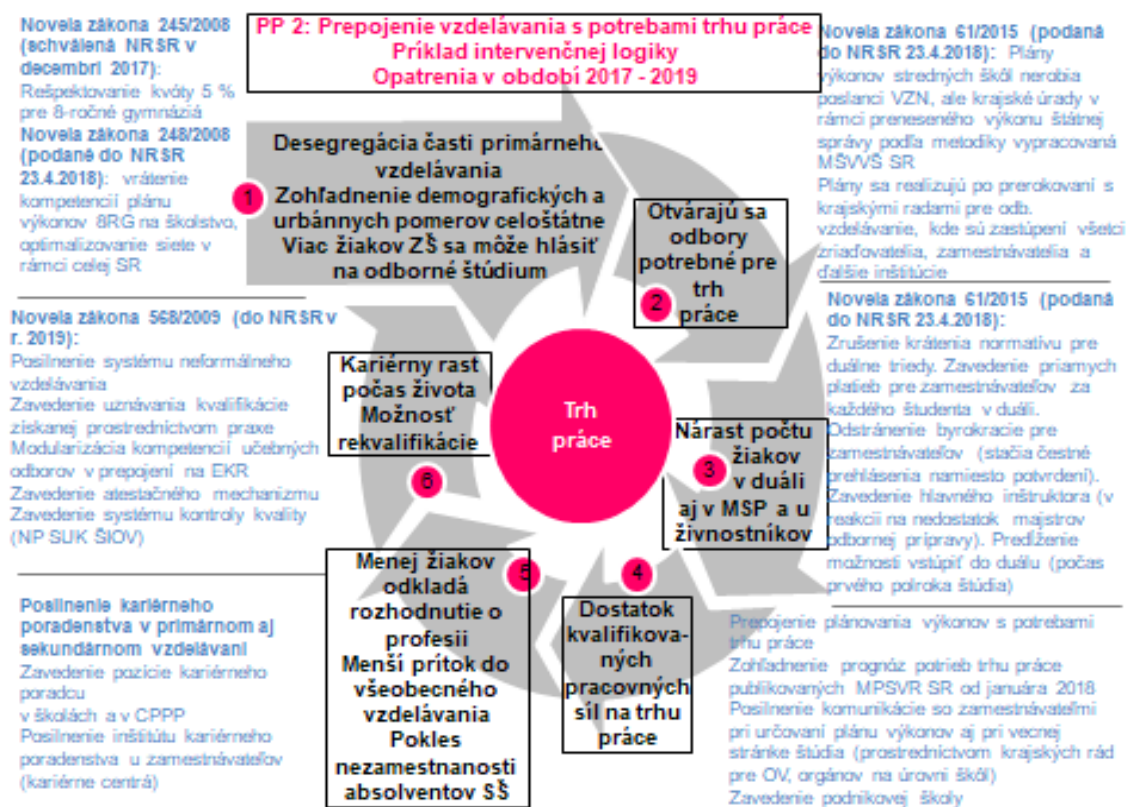 PP 2: Prepojenie vzdelávania s potrebami trhu práce
Príklad intervenčnej logiky
Opatrenia v období 2017 - 2019
Novela zákona 245/2008
(schválená NRSR v
decembri 2017):
Rešpektovanie kvóty 5 %
pre 8-ročné gymnáziá
Novela zákona 248/2008
(podané do NRSR
23.4.2018): vrátenie
kompetencií plánu
výkonov 8RG na školstvo,
optimalizovanie siete v
rámci celej SR
1
Desegregácia časti primárneho
vzdelávania
Zohľadnenie demografických a
urbánnych pomerov celoštátne
Viac žiakov ZŠ sa môže hlásiť
na odborné štúdium
Novela zákona 61/2015 (podaná
do NRSR 23.4.2018): Plány
výkonov stredných škôl nerobia
poslanci VZN, ale krajské úrady v
rámci preneseného výkonu štátnej
správy podľa metodiky vypracovaná
MŠVVŠ SR
Plány sa realizujú po prerokovaní s
krajskými radami pre odb.
vzdelávanie, kde sú zastúpení všetci
zriaďovatelia, zamestnávatelia a
ďalšie inštitúcie
Otvárajú sa
odbory
potrebné pre
trh
práce
2
Novela zákona 61/2015 (podaná
do NRSR 23.4.2018):
Zrušenie krátenia normatívu pre
duálne triedy. Zavedenie priamych
platieb pre zamestnávateľov za
každého študenta v duáli.
Odstránenie byrokracie pre
zamestnávateľov (stačia čestné
prehlásenia namiesto potvrdení).
Zavedenie hlavného inštruktora (v
reakcii na nedostatok majstrov
odbornej prípravy). Predĺženie
možnosti vstúpiť do duálu (počas
prvého polroka štúdia)
Nárast počtu
žiakov
v duáli
aj v MSP a u
živnostníkov
3
Trh
práce
Novela zákona 568/2009 (do NRSR v
r. 2019):
Posilnenie systému neformálneho
vzdelávania
Zavedenie uznávania kvalifikácie
získanej prostredníctvom praxe
Modularizácia kompetencií učebných
odborov v prepojení na EKR
Zavedenie atestačného mechanizmu
Zavedenie systému kontroly kvality
(NP SUK ŠIOV)
Kariérny rast
počas života
Možnosť
rekvalifikácie
6
Posilnenie kariérneho
poradenstva v primárnom aj
sekundárnom vzdelávaní
Zavedenie pozície kariérneho
poradcu
v školách a v CPPP
Posilnenie inštitútu kariérneho
poradenstva u zamestnávateľov
(kariérne centrá)
5
Menej žiakov
odkladá
rozhodnutie o
profesii
Menší prítok do
všeobecného
vzdelávania
Pokles
nezamestnanosti
absolventov SŠ
4
Dostatok
kvalifikova-
ných
pracovných
síl na trhu
práce
Prepojenie plánovania výkonov s potrebami
trhu práce
Zohľadnenie prognóz potrieb trhu práce
publikovaných MPSVR SR od januára 2018
Posilnenie komunikácie so zamestnávateľmi
pri určovaní plánu výkonov aj pri vecnej
stránke štúdia (prostredníctvom krajských rád
pre OV, orgánov na úrovni škôl)
Zavedenie podnikovej školy